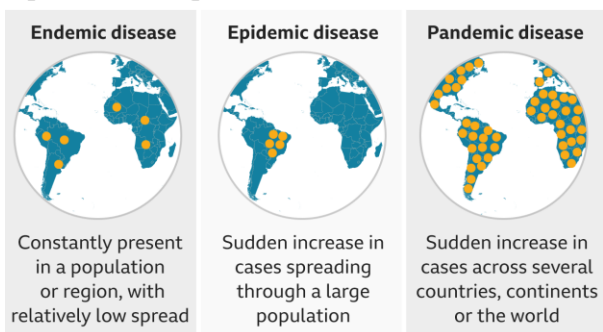 Endemic disease
Constantly present
in a population
or region, with
relatively low spread
Epidemic disease
Sudden increase in
cases spreading
through a large
population
Pandemic disease
Sudden increase in
cases across several
countries, continents
or the world